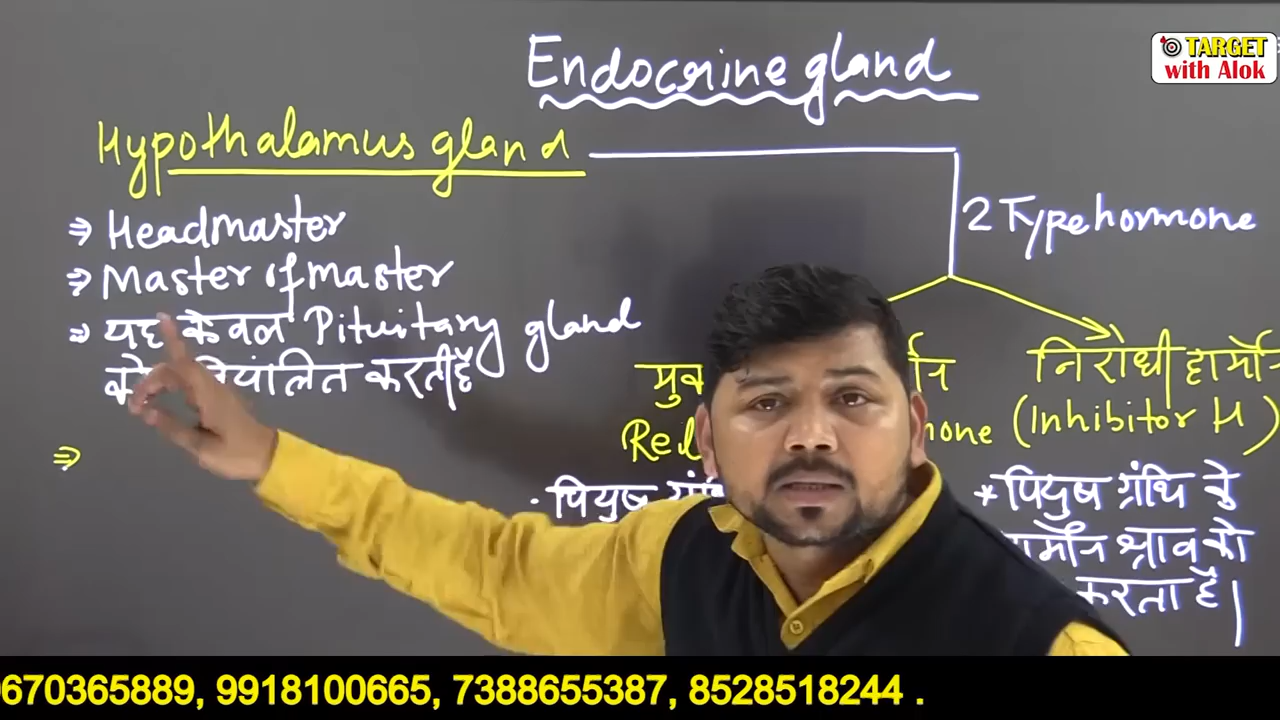 TARGET
with Alok
Endocrine gland
Hypothalamus gland
2 Type hormone
⇒ Headmaster
⇒ Master of master
⇒ यह केवल Pituitary gland
करती हैं
⇒
निरोधी हार्मोन
(Inhibitor H)
· पियुष
* पियुष ग्रंथि के
श्राव को
करता हैं।
9918100665, 7388655387, 8528518244 .